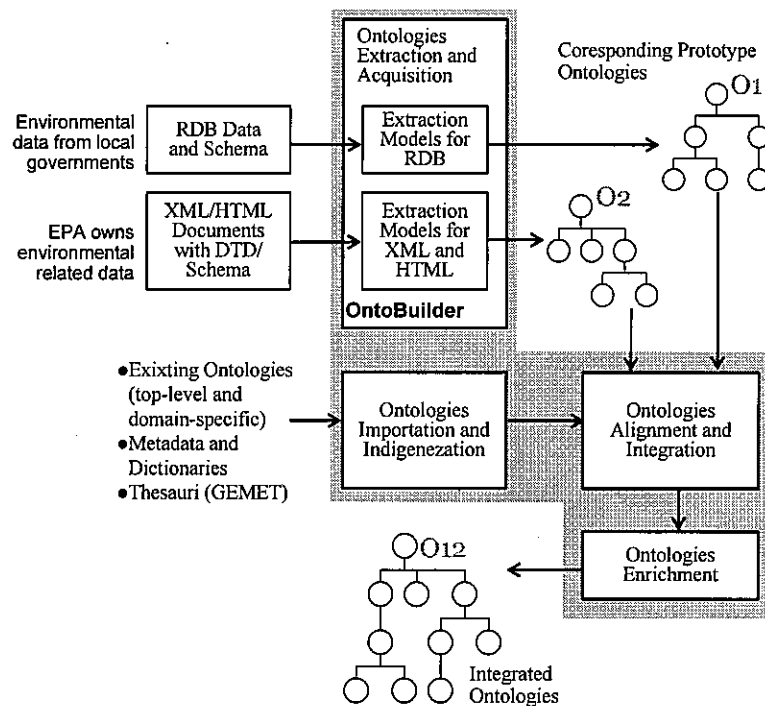 Ontologies
Extraction and
Acquisition
Coresponding Prototype
Ontologies
O1
Environmental
data from local
governments
RDB Data
and Schema
Extraction
Models for
RDB
EPA owns
environmental
related data
XML/HTML
Documents
with DTD/
Schema
Extraction
Models for
XML and
HTML
O2
OntoBuilder
●Exixting Ontologies
(top-level and
domain-specific)
●Metadata and
Dictionaries
●Thesauri (GEMET)
Ontologies
Importation and
Indigenezation
Ontologies
Alignment and
Integration
Ontologies
Enrichment
O12
Integrated
Ontologies